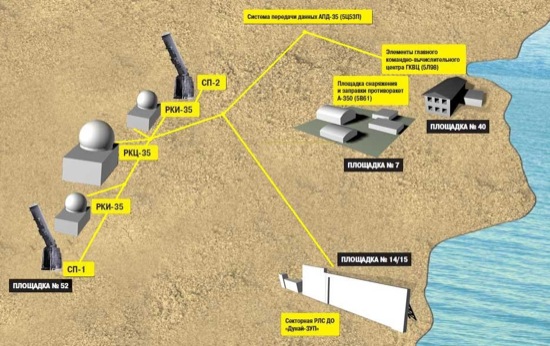 Система передачи данных АПД-35 (5Ц53П)
Элементы главного
командно-вычислительного
центра ГКВЦ (5Л98)
СП-2
Площадка снаряжения
и заправки противоракет
А-350 (5В61)
РКИ-35
ПЛОЩАДКА № 40
РКЦ-35
ПЛОЩАДКА № 7
РКИ-35
ПЛОЩАДКА № 14/15
СП-1
ПЛОЩАДКА № 52
Секторная РЛС ДО
«Дунай-3УП»